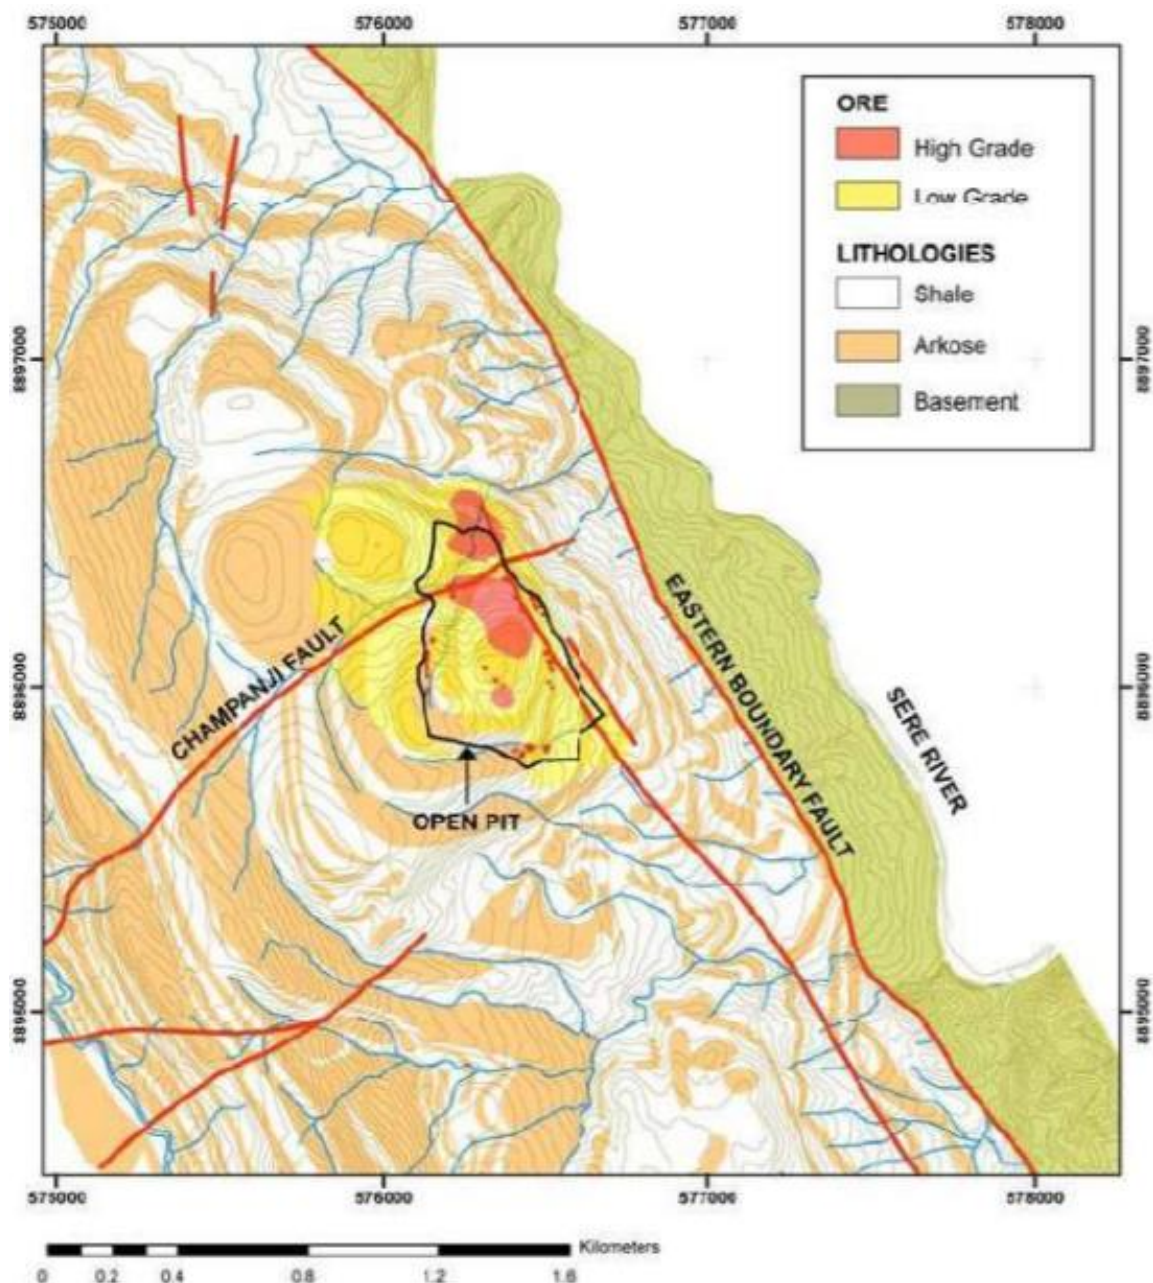 575000 576000 577000 578000
ORE
High Grade
Low Grade
LITHOLOGIES
Shale
Arkose
Basement
8897000 8897000
CHAMPANJI FAULT
EASTERN BOUNDARY FAULT
SERE RIVER
8896000 8896000
OPEN PIT
8895000 8895000
575000 576000 577000 578000
Kilometers
0 0.2 0.4 0.8 1.2 1.6